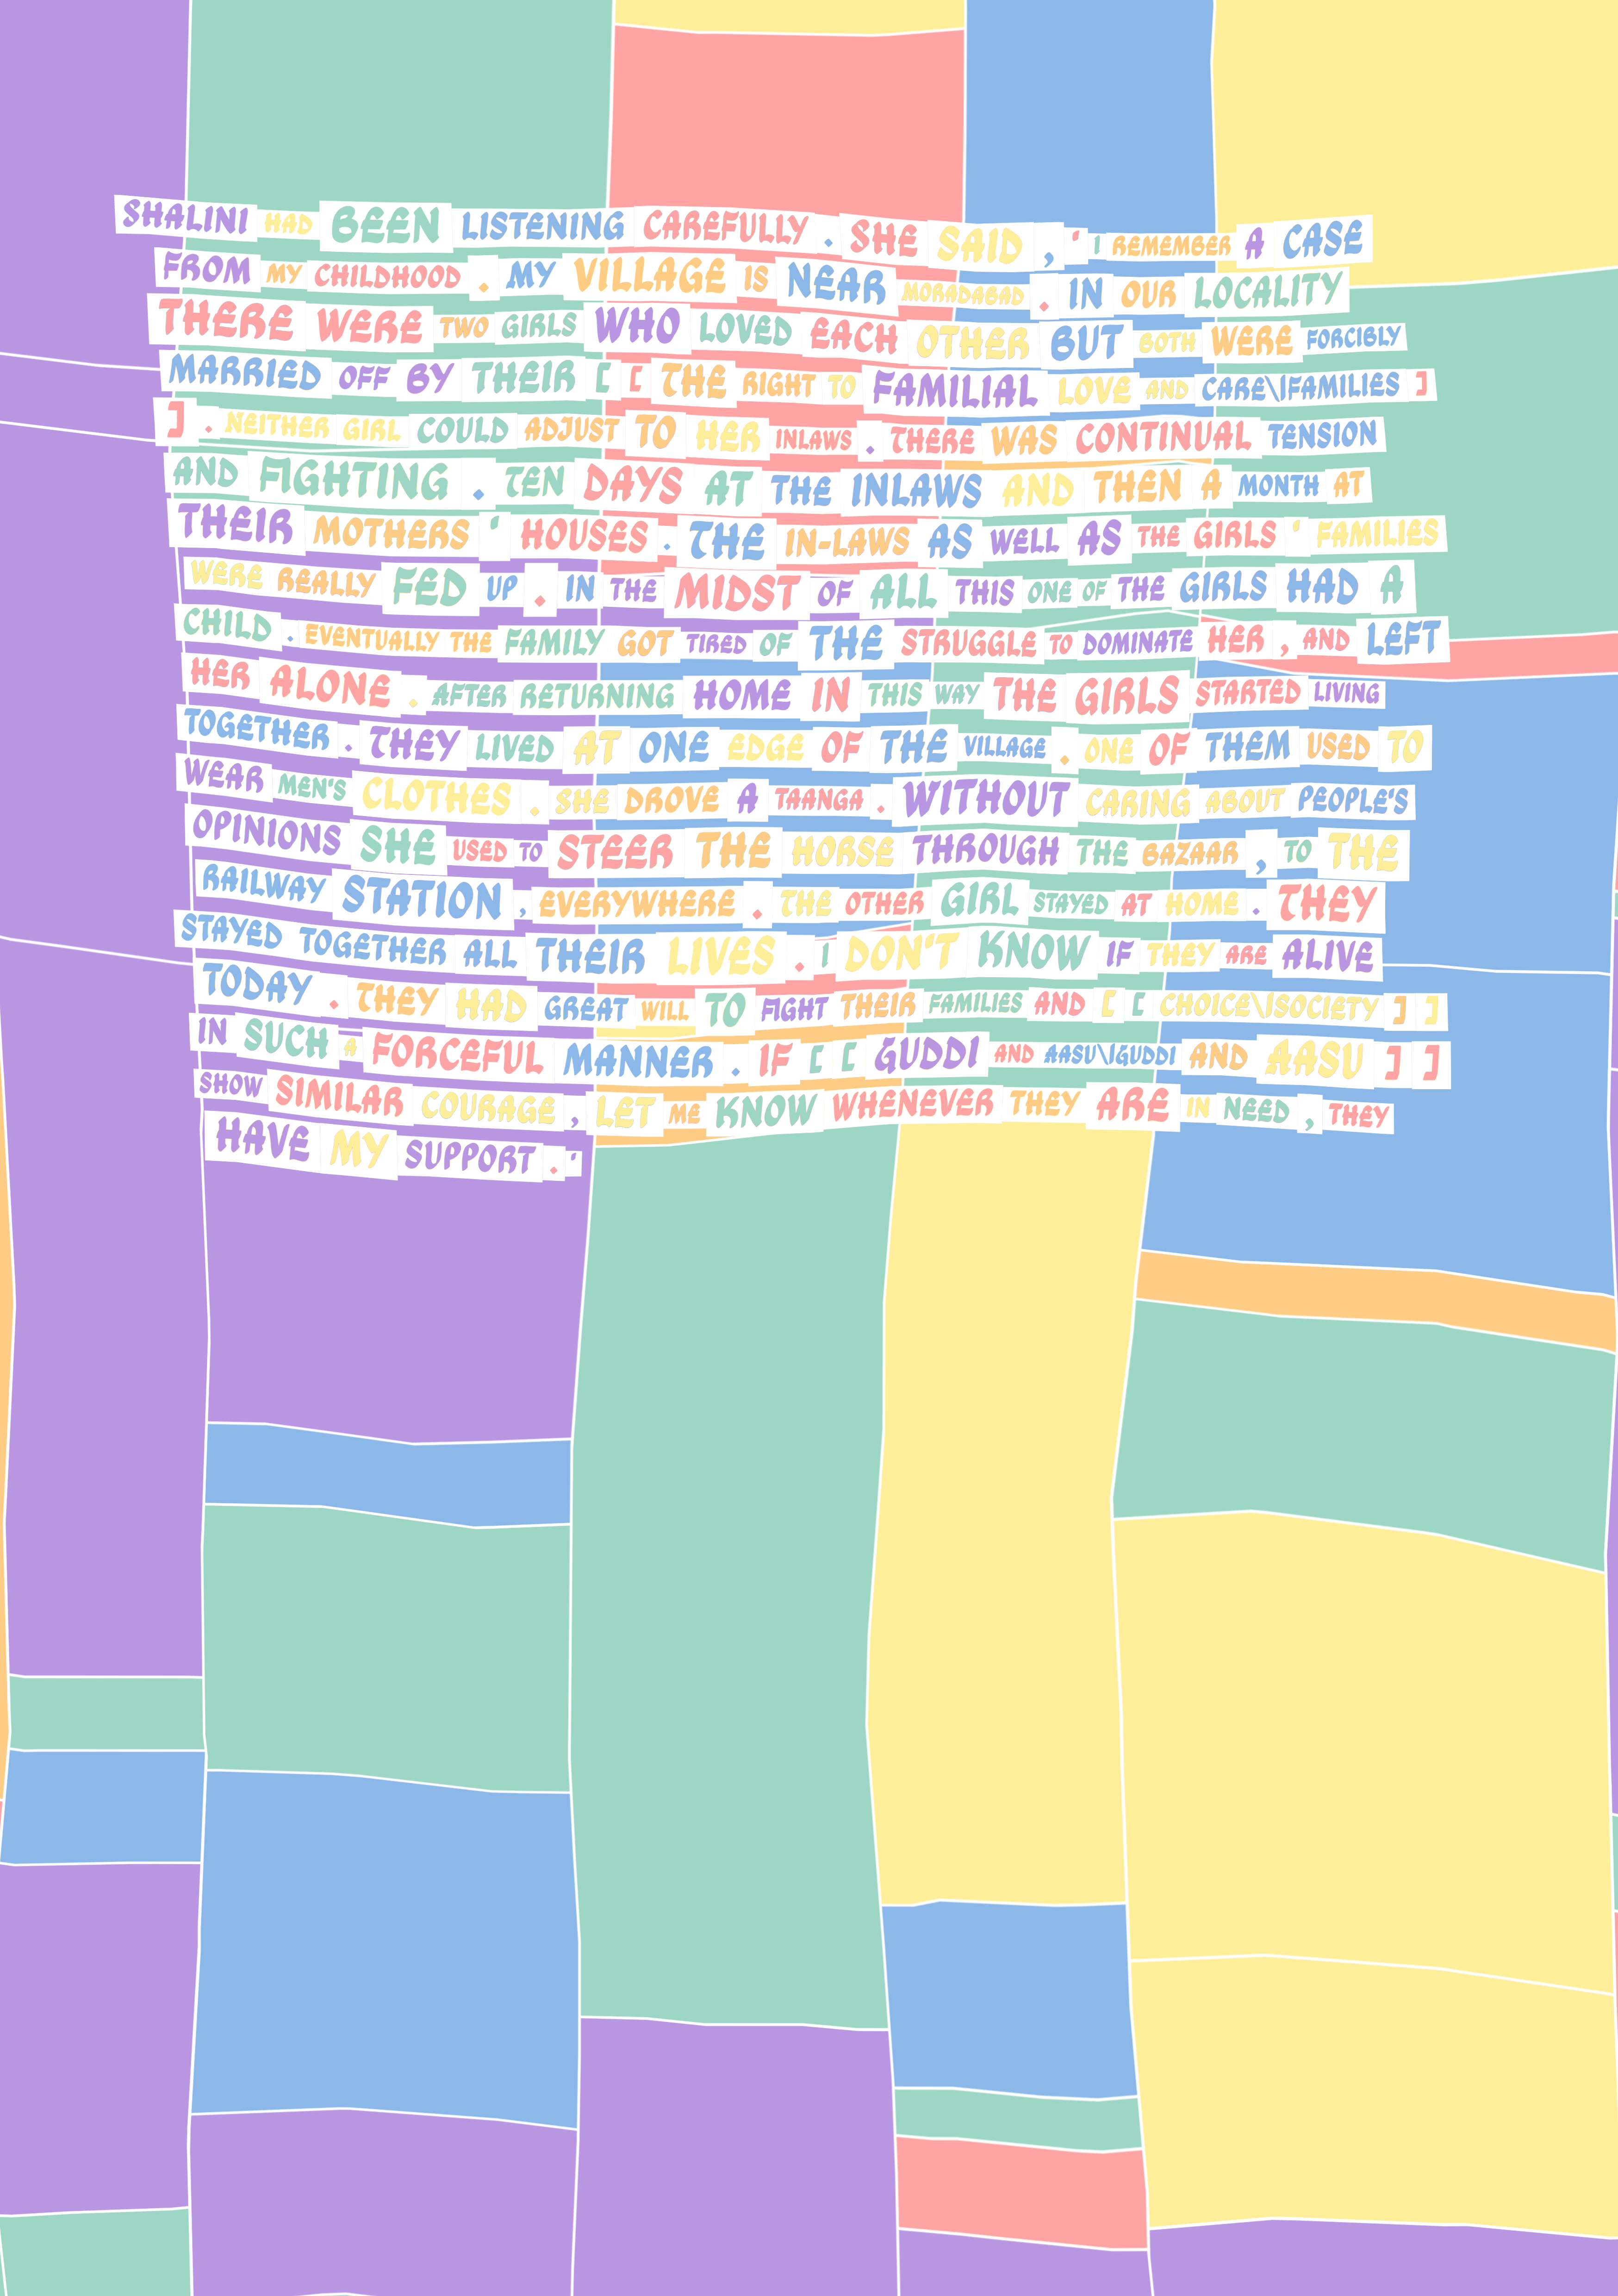 SHALINI HAD BEEN LISTENING CAREFULLY . SHE SAID , ' I REMEMBER A CASE
FROM MY CHILDHOOD . MY VILLAGE IS NEAR MORADABAD . IN OUR LOCALITY
THERE WERE TWO GIRLS WHO LOVED EACH OTHER BUT BOTH WERE FORCIBLY
MARRIED OFF BY THEIR [ [ THE RIGHT TO FAMILIAL LOVE AND CARE\|FAMILIES ]
] . NEITHER GIRL COULD ADJUST TO HER INLAWS . THERE WAS CONTINUAL TENSION
AND FIGHTING . TEN DAYS AT THE INLAWS AND THEN A MONTH AT
THEIR MOTHERS ' HOUSES . THE IN-LAWS AS WELL AS THE GIRLS ' FAMILIES
WERE REALLY FED UP . IN THE MIDST OF ALL THIS ONE OF THE GIRLS HAD A
CHILD . EVENTUALLY THE FAMILY GOT TIRED OF THE STRUGGLE TO DOMINATE HER , AND LEFT
HER ALONE . AFTER RETURNING HOME IN THIS WAY THE GIRLS STARTED LIVING
TOGETHER . THEY LIVED AT ONE EDGE OF THE VILLAGE . ONE OF THEM USED TO
WEAR MEN'S CLOTHES . SHE DROVE A TAANGA . WITHOUT CARING ABOUT PEOPLE'S
OPINIONS SHE USED TO STEER THE HORSE THROUGH THE BAZAAR , TO THE
RAILWAY STATION , EVERYWHERE . THE OTHER GIRL STAYED AT HOME . THEY
STAYED TOGETHER ALL THEIR LIVES . I DON'T KNOW IF THEY ARE ALIVE
TODAY . THEY HAD GREAT WILL TO FIGHT THEIR FAMILIES AND [ [ CHOICE\|SOCIETY ] ]
IN SUCH A FORCEFUL MANNER . IF [ [ GUDDI AND AASU\|GUDDI AND AASU ] ]
SHOW SIMILAR COURAGE , LET ME KNOW WHENEVER THEY ARE IN NEED , THEY
HAVE MY SUPPORT . '